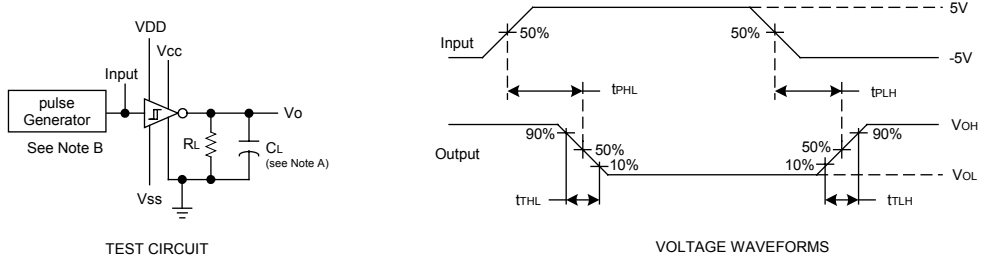 VDD
Vcc
Input
pulse
Generator
See Note B
Vo
RL
CL
(see Note A)
Vss
TEST CIRCUIT
5V
Input
50%
50%
-5V
tPHL
tPLH
90%
90%
VOH
Output
50%
50%
10%
10%
VOL
tTHL
tTLH
VOLTAGE WAVEFORMS